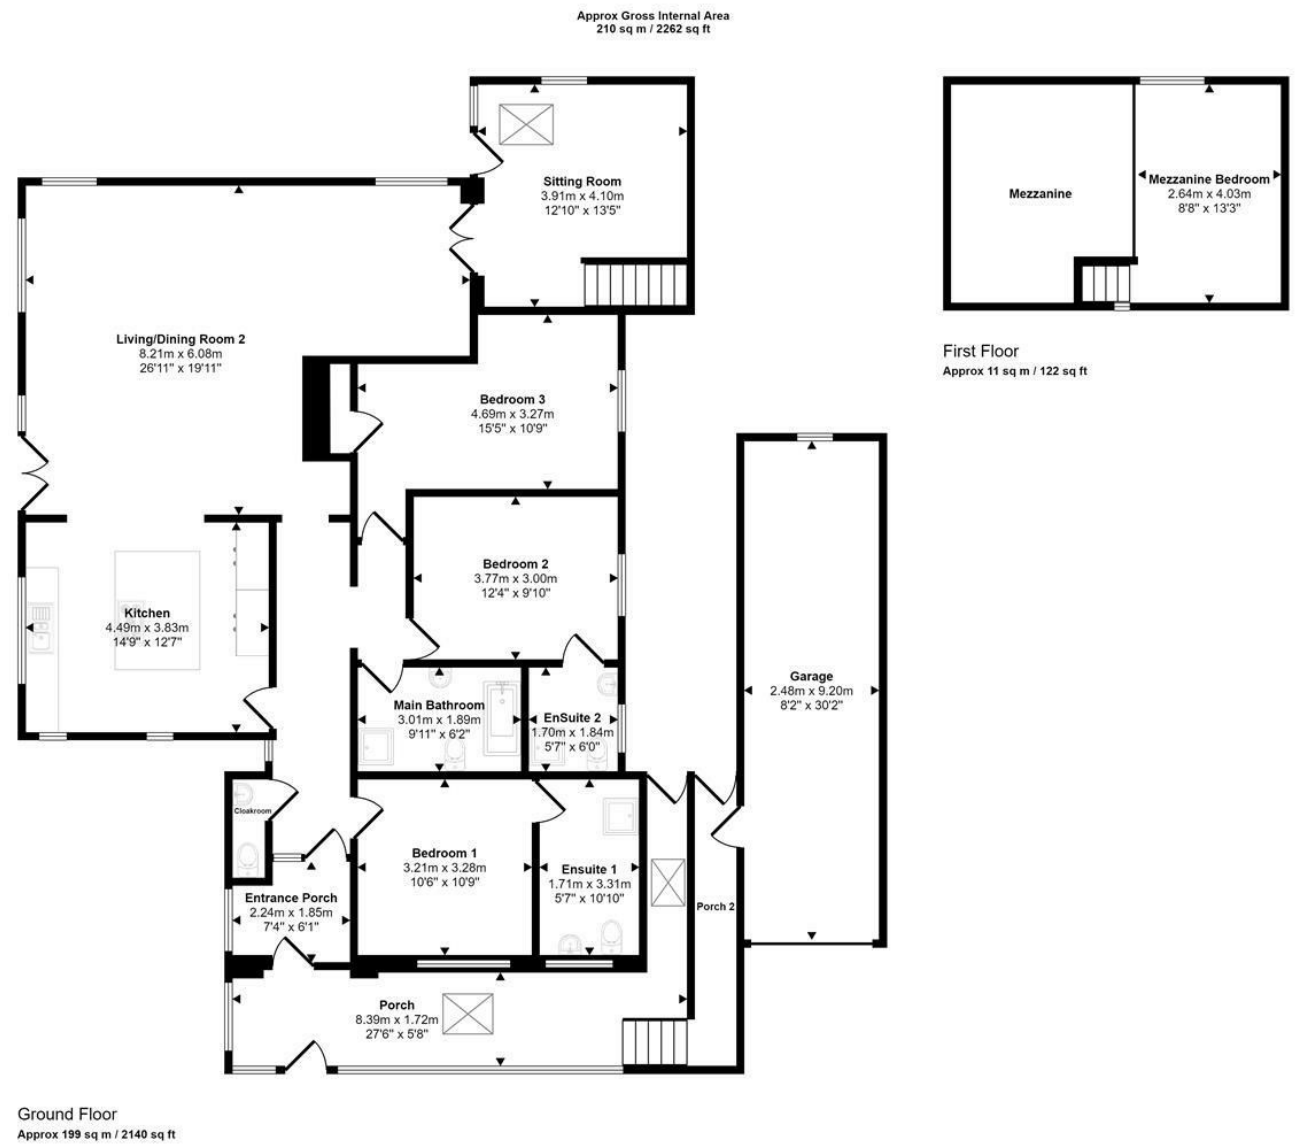 Approx Gross Internal Area
210 sq m / 2262 sq ft
Sitting Room
3.91m x 4.10m
12'10" x 13'5"
Mezzanine
Mezzanine Bedroom
2.64m x 4.03m
8'8" x 13'3"
Living/Dining Room 2
8.21m x 6.08m
26'11" x 19'11"
First Floor
Approx 11 sq m / 122 sq ft
Bedroom 3
4.69m x 3.27m
15'5" x 10'9"
Bedroom 2
3.77m x 3.00m
12'4" x 9'10"
Kitchen
4.49m x 3.83m
14'9" x 12'7"
Garage
2.48m x 9.20m
8'2" x 30'2"
Main Bathroom
3.01m x 1.89m
9'11" x 6'2"
EnSuite 2
1.70m x 1.84m
5'7" x 6'0"
Cloakroom
Bedroom 1
3.21m x 3.28m
10'6" x 10'9"
Ensuite 1
1.71m x 3.31m
5'7" x 10'10"
Entrance Porch
2.24m x 1.85m
7'4" x 6'1"
Porch 2
Porch
8.39m x 1.72m
27'6" x 5'8"
Ground Floor
Approx 199 sq m / 2140 sq ft